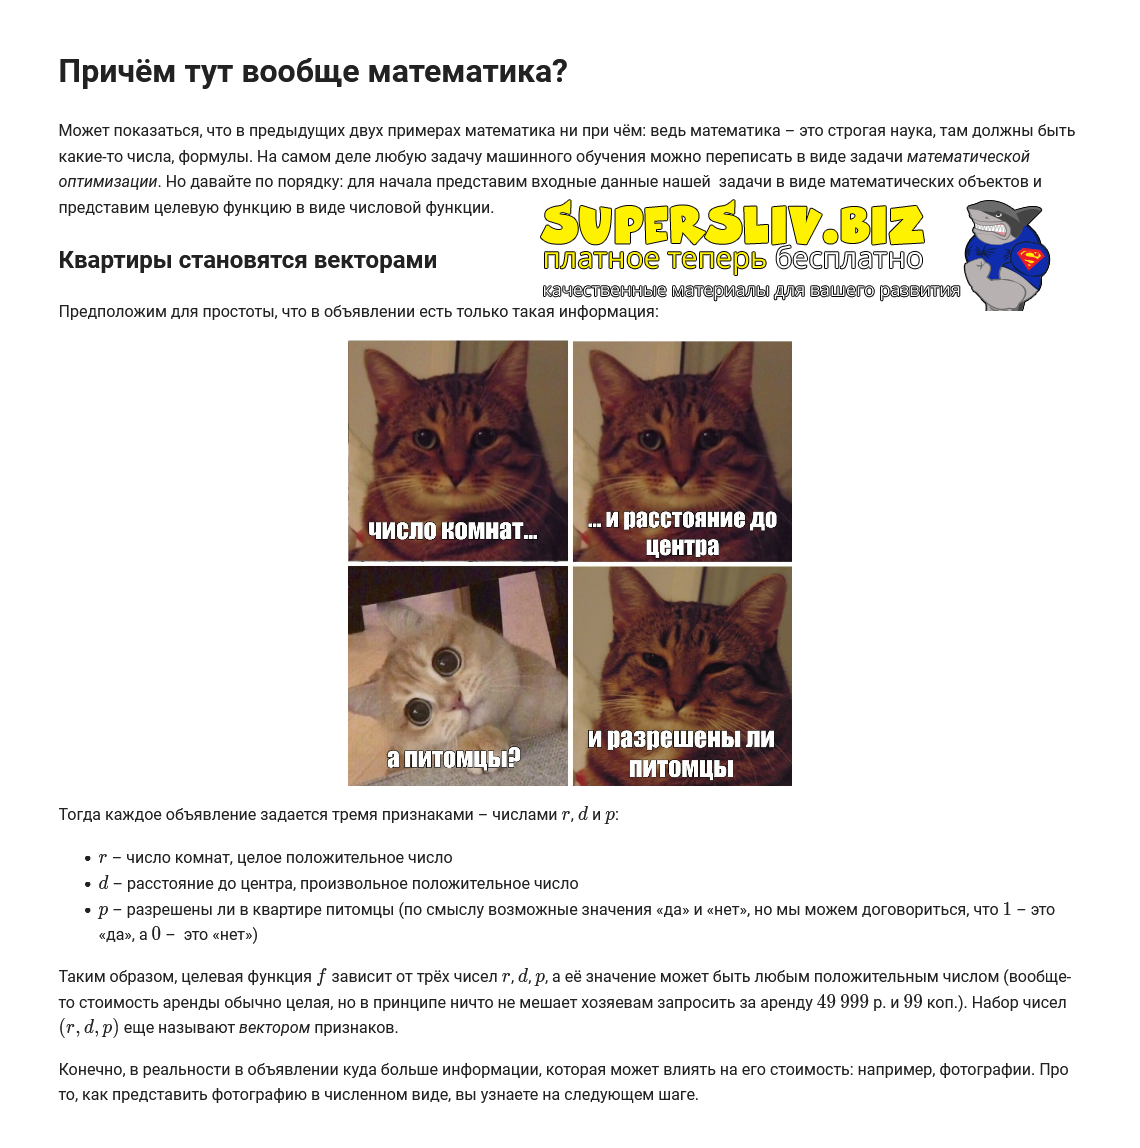 Причём тут вообще математика?
Может показаться, что в предыдущих двух примерах математика ни при чём: ведь математика – это строгая наука, там должны быть
какие-то числа, формулы. На самом деле любую задачу машинного обучения можно переписать в виде задачи математической
оптимизации. Но давайте по порядку: для начала представим входные данные нашей  задачи в виде математических объектов и
представим целевую функцию в виде числовой функции.
SUPERSLIV.BIZ
платное теперь бесплатно
качественные материалы для вашего развития
Квартиры становятся векторами
Предположим для простоты, что в объявлении есть только такая информация:
число комнат...
... и расстояние до
центра
а питомцы?
и разрешены ли
питомцы
Тогда каждое объявление задается тремя признаками – числами r, d и p:
• r – число комнат, целое положительное число
• d – расстояние до центра, произвольное положительное число
• p – разрешены ли в квартире питомцы (по смыслу возможные значения «да» и «нет», но мы можем договориться, что 1 – это
«да», а 0 –  это «нет»)
Таким образом, целевая функция f зависит от трёх чисел r, d, p, а её значение может быть любым положительным числом (вообще-
то стоимость аренды обычно целая, но в принципе ничто не мешает хозяевам запросить за аренду 49 999 р. и 99 коп.). Набор чисел
(r, d, p) еще называют вектором признаков.
Конечно, в реальности в объявлении куда больше информации, которая может влиять на его стоимость: например, фотографии. Про
то, как представить фотографию в численном виде, вы узнаете на следующем шаге.